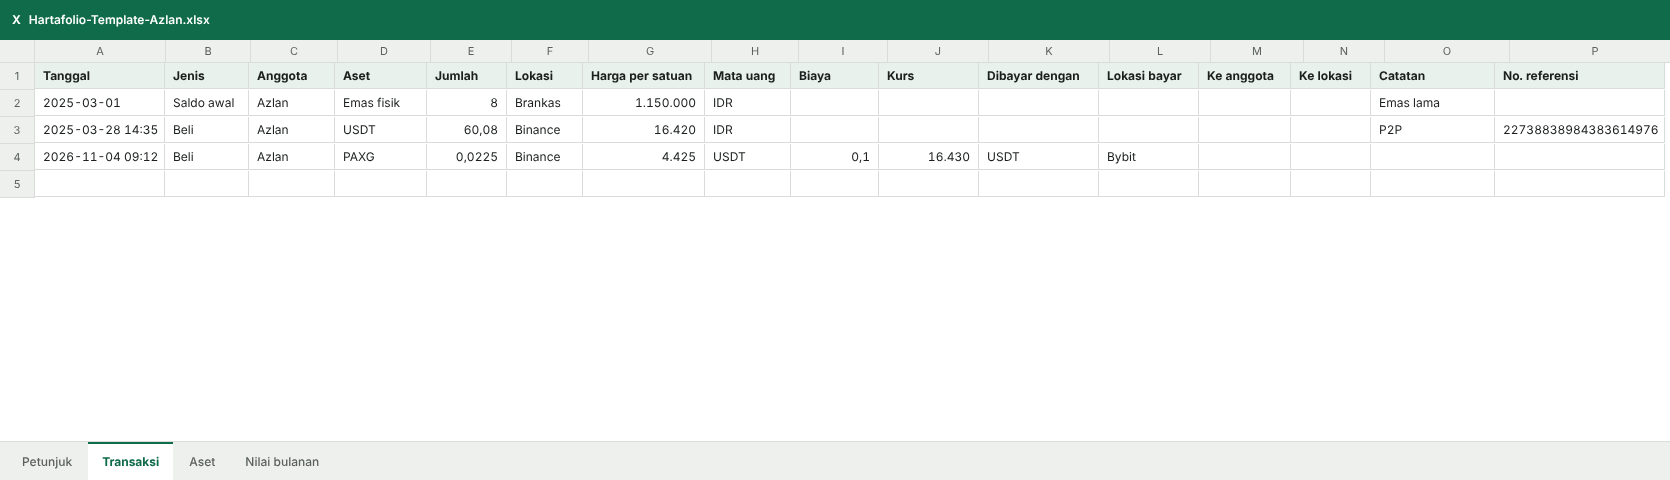 X Hartafolio-Template-Azlan.xlsx
A B C D E F G H I J K L M N O P
1 Tanggal Jenis Anggota Aset Jumlah Lokasi Harga per satuan Mata uang Biaya Kurs Dibayar dengan Lokasi bayar Ke anggota Ke lokasi Catatan No. referensi
2 2025-03-01 Saldo awal Azlan Emas fisik 8 Brankas 1.150.000 IDR Emas lama
3 2025-03-28 14:35 Beli Azlan USDT 60,08 Binance 16.420 IDR P2P 22738838984383614976
4 2026-11-04 09:12 Beli Azlan PAXG 0,0225 Binance 4.425 USDT 0,1 16.430 USDT Bybit
5
Petunjuk Transaksi Aset Nilai bulanan